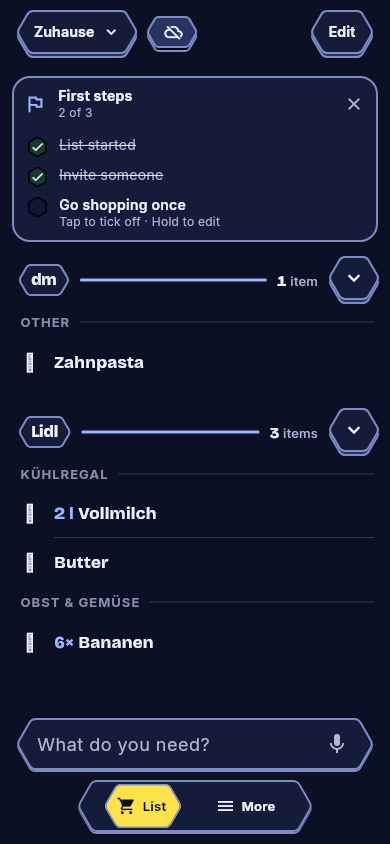 Zuhause
Edit
First steps
2 of 3
List started
Invite someone
Go shopping once
Tap to tick off · Hold to edit
dm
1 item
OTHER
Zahnpasta
Lidl
3 items
KÜHLREGAL
2 l Vollmilch
Butter
OBST & GEMÜSE
6× Bananen
What do you need?
List
More